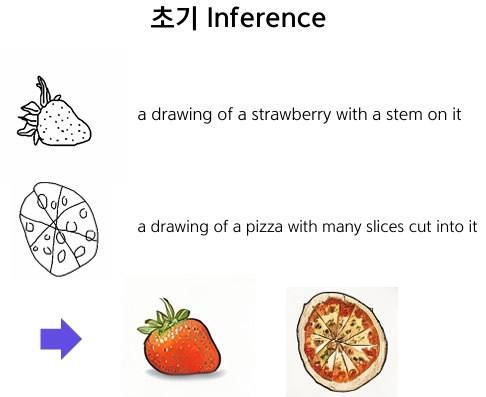 초기 Inference
a drawing of a strawberry with a stem on it
a drawing of a pizza with many slices cut into it